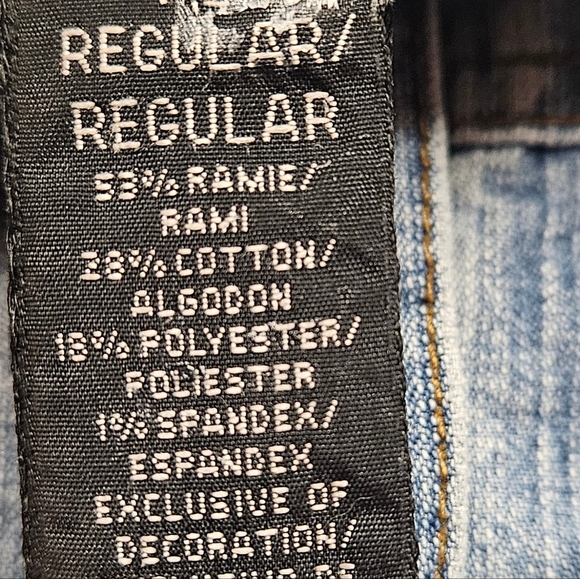 REGULAR/
REGULAR
53% RAMIE/
RAMI
28% COTTON/
ALGODON
18% POLYESTER/
POLIESTER
1% SPANDEX/
ESPANDEX
EXCLUSIVE OF
DECORATION/